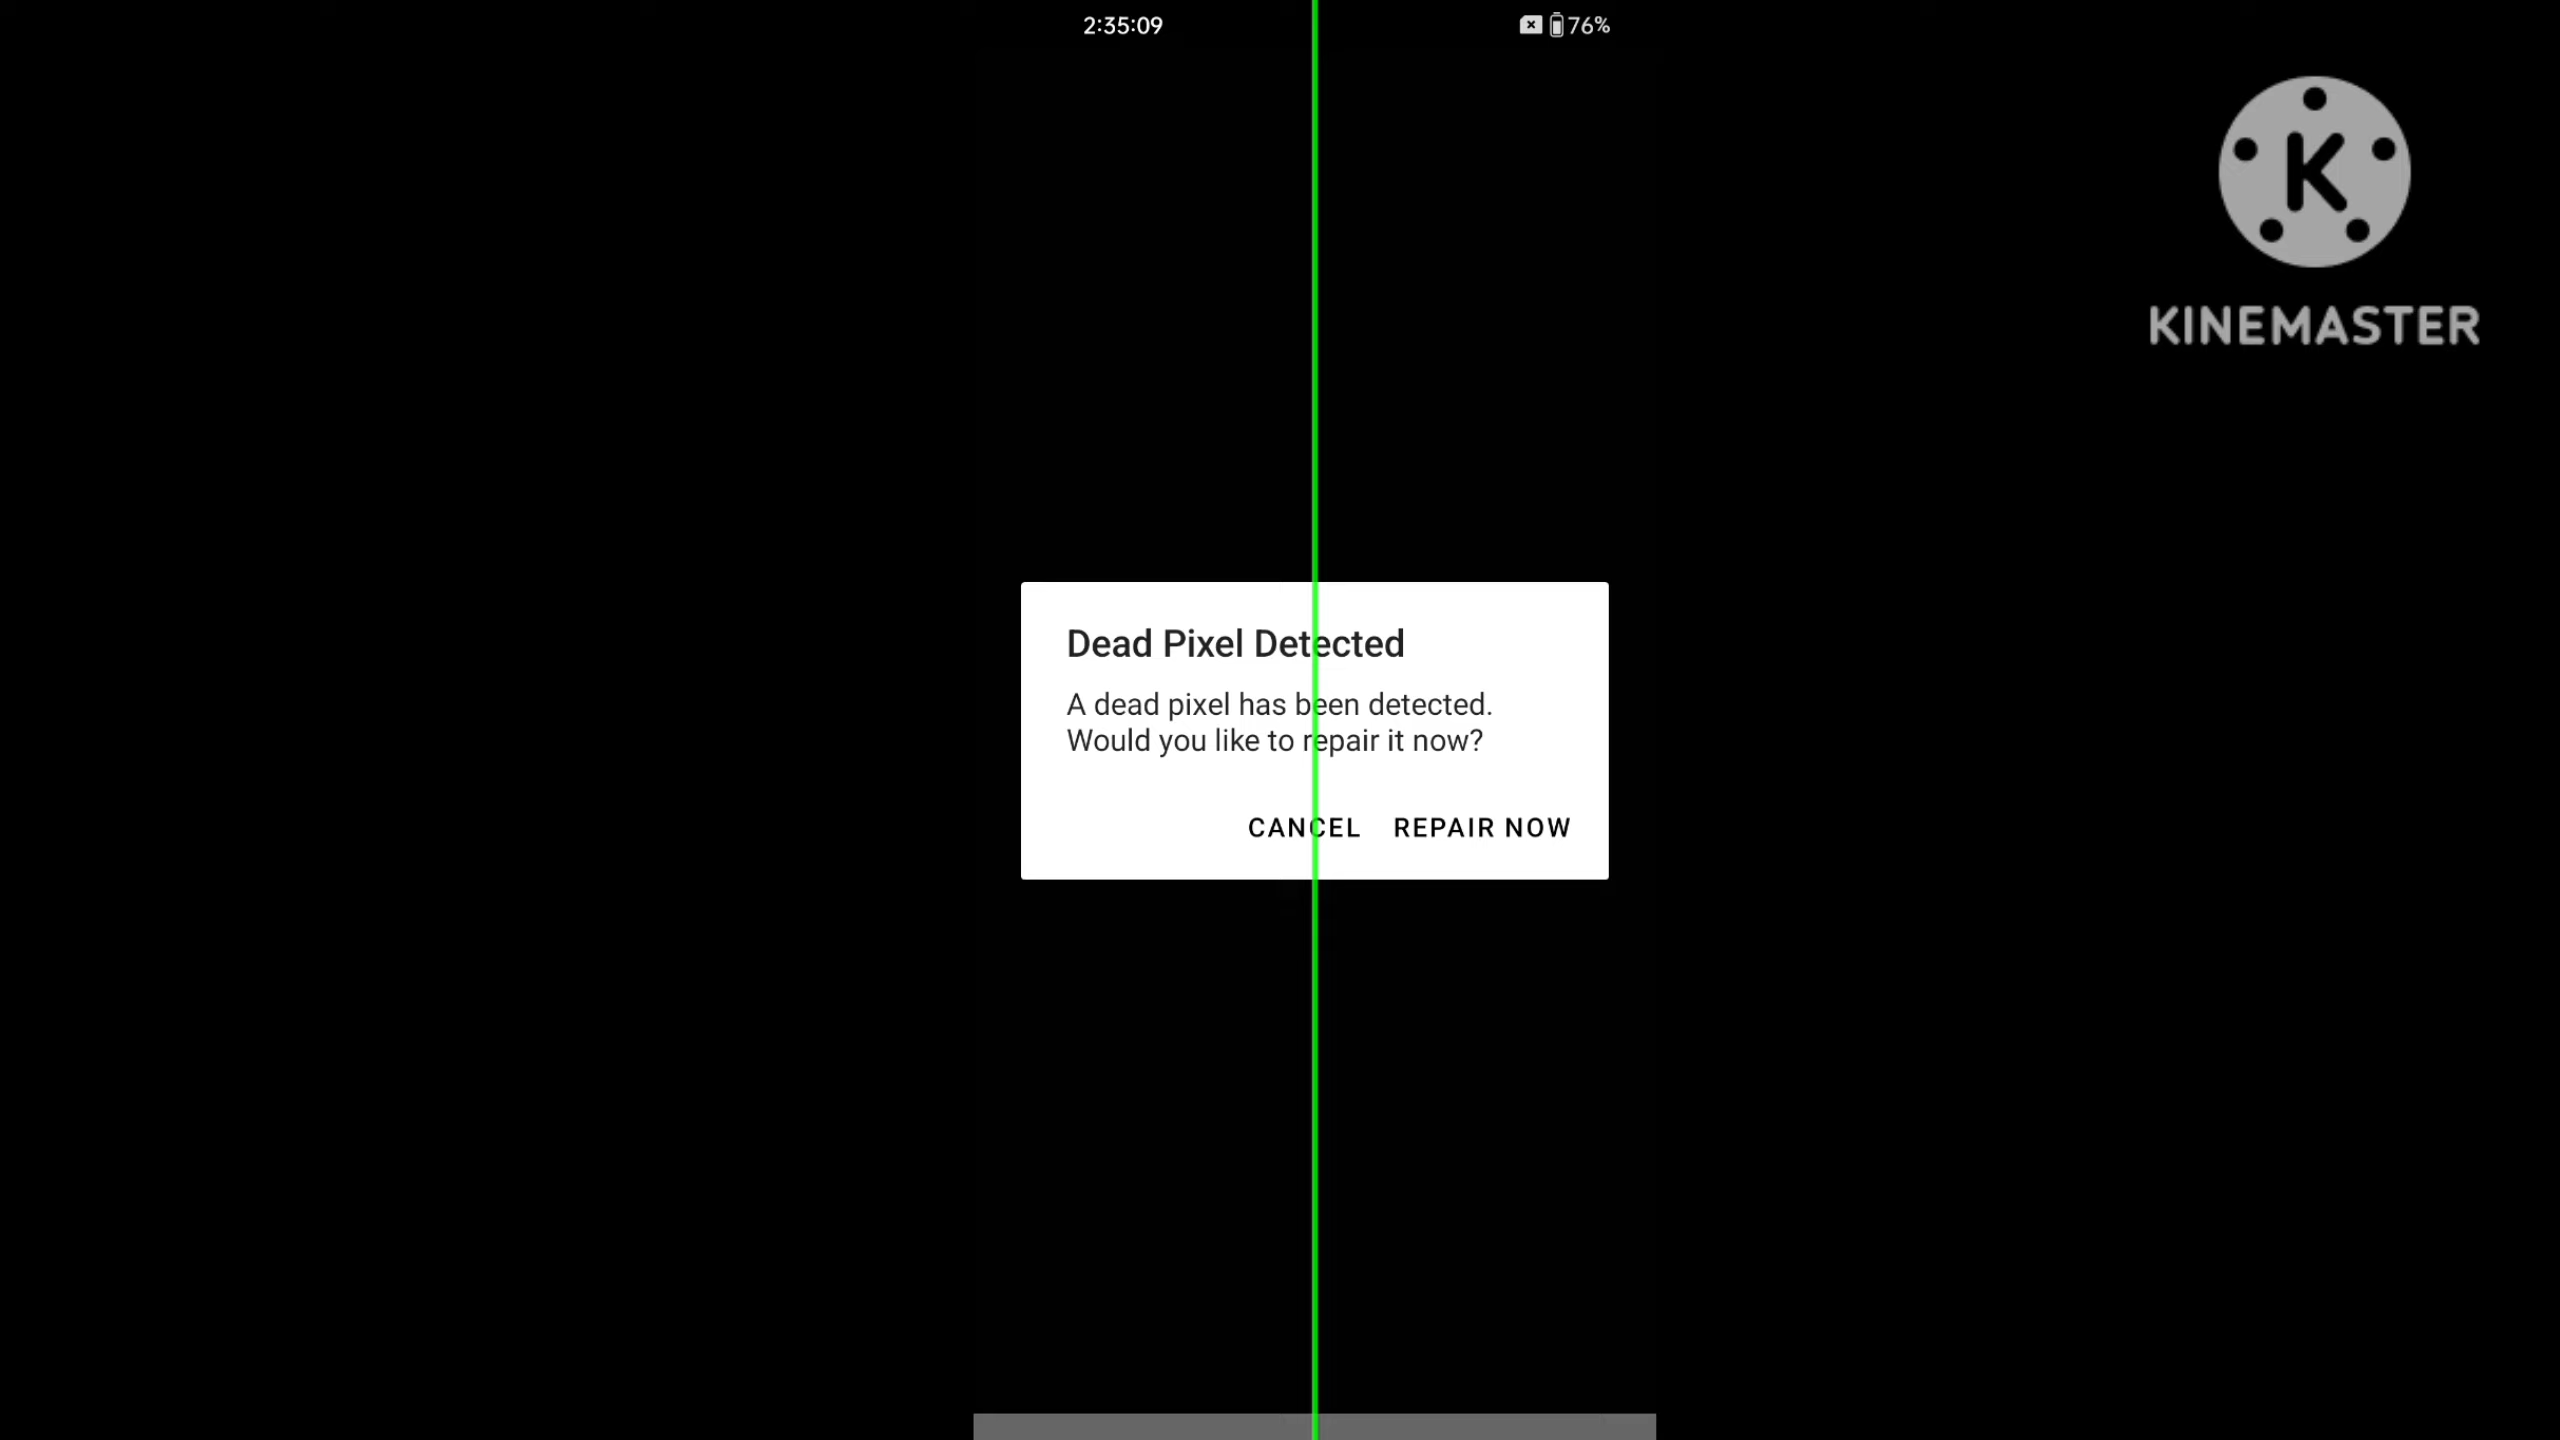 2:35:09
76%
K
KINEMASTER
Dead Pixel Detected
A dead pixel has been detected.
Would you like to repair it now?
CANCEL REPAIR NOW